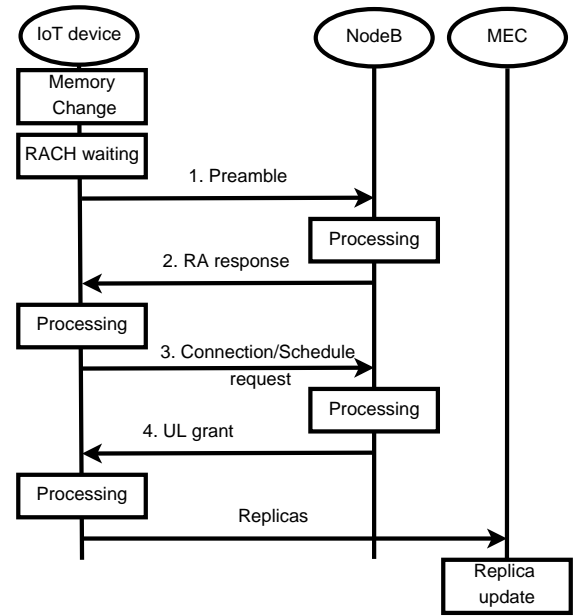 IoT device
NodeB
MEC
Memory
Change
RACH waiting
1. Preamble
Processing
2. RA response
Processing
3. Connection/Schedule
request
Processing
4. UL grant
Processing
Replicas
Replica
update